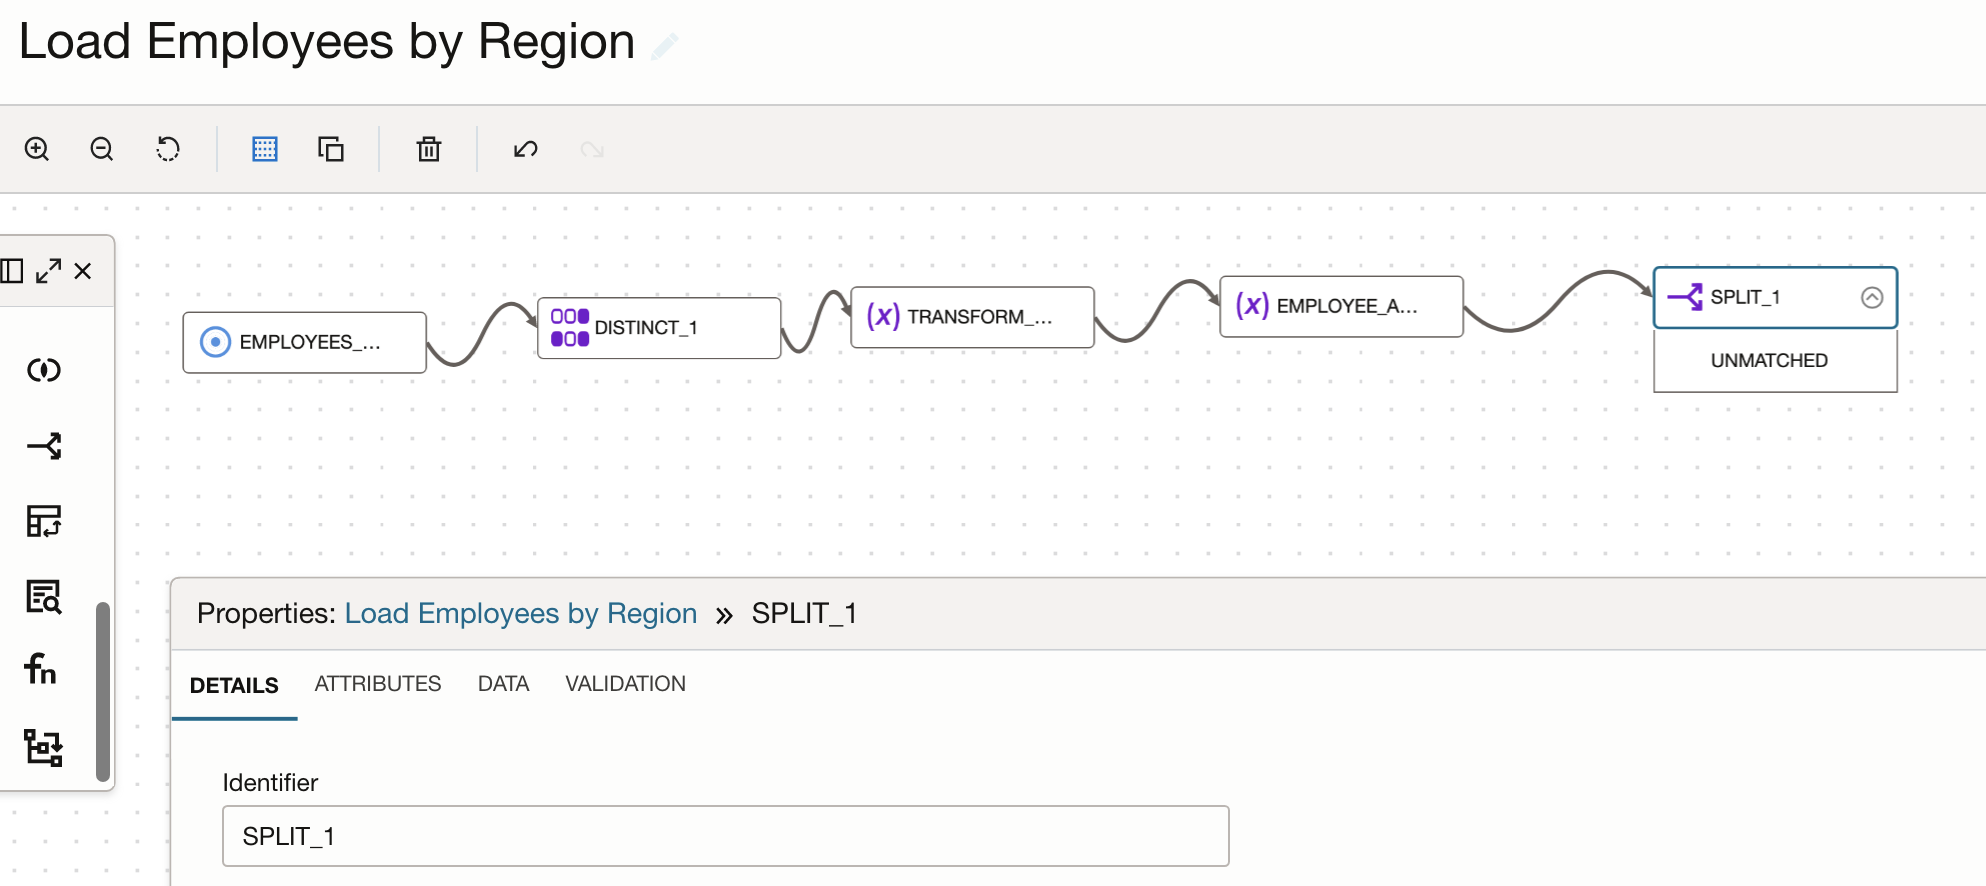 Load Employees by Region
EMPLOYEES_...
DISTINCT_1
(x) TRANSFORM_...
(x) EMPLOYEE_A...
SPLIT_1
UNMATCHED
fn
Properties: Load Employees by Region » SPLIT_1
DETAILS ATTRIBUTES DATA VALIDATION
Identifier
SPLIT_1